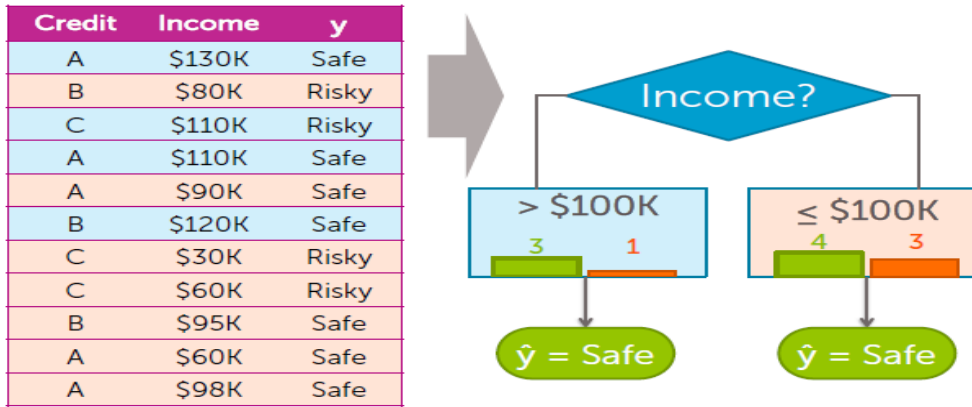 Credit Income y
A $130K Safe
B $80K Risky
C $110K Risky
A $110K Safe
A $90K Safe
B $120K Safe
C $30K Risky
C $60K Risky
B $95K Safe
A $60K Safe
A $98K Safe
Income?
> $100K
3 1
ŷ = Safe
≤ $100K
4 3
ŷ = Safe